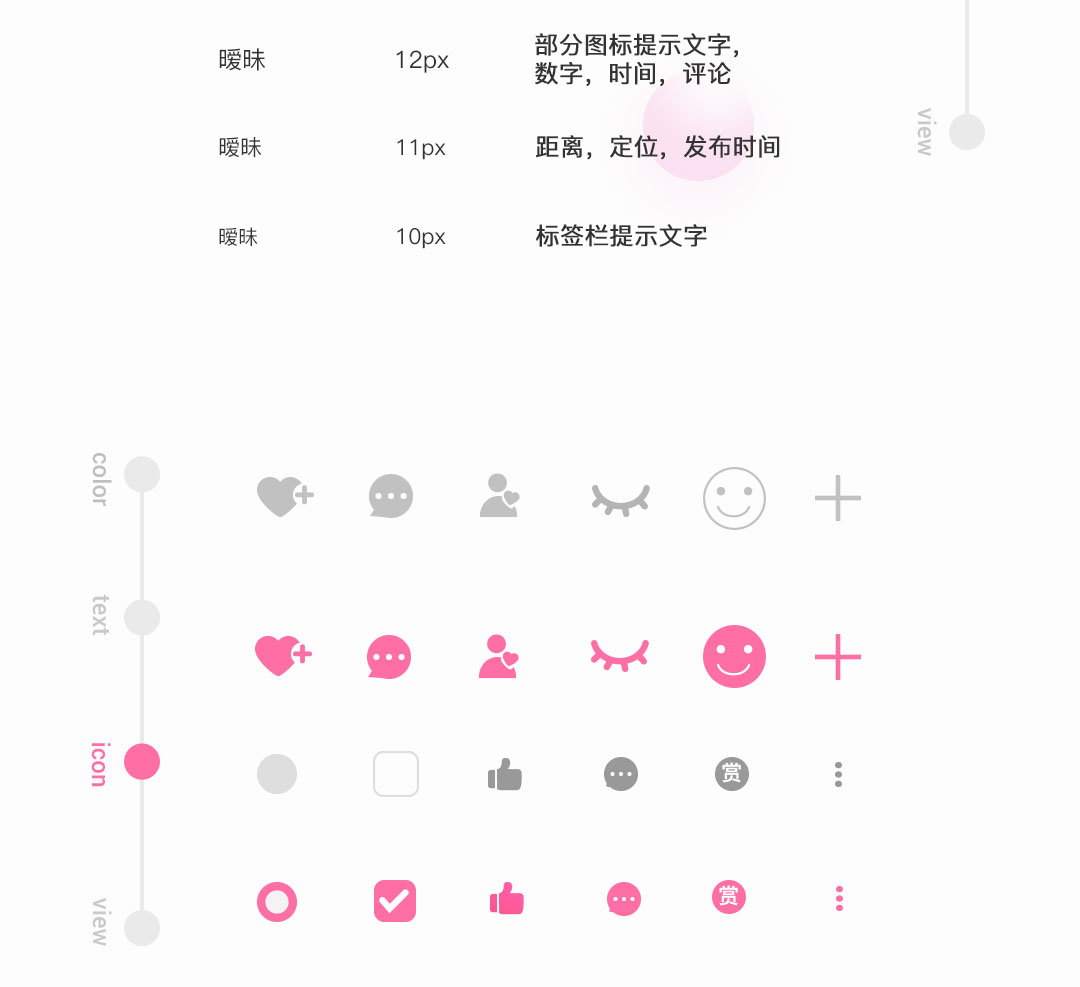 暧昧 12px 部分图标提示文字，
数字，时间，评论
暧昧 11px 距离，定位，发布时间
暧昧 10px 标签栏提示文字
view
color
text
icon
view
赏
赏